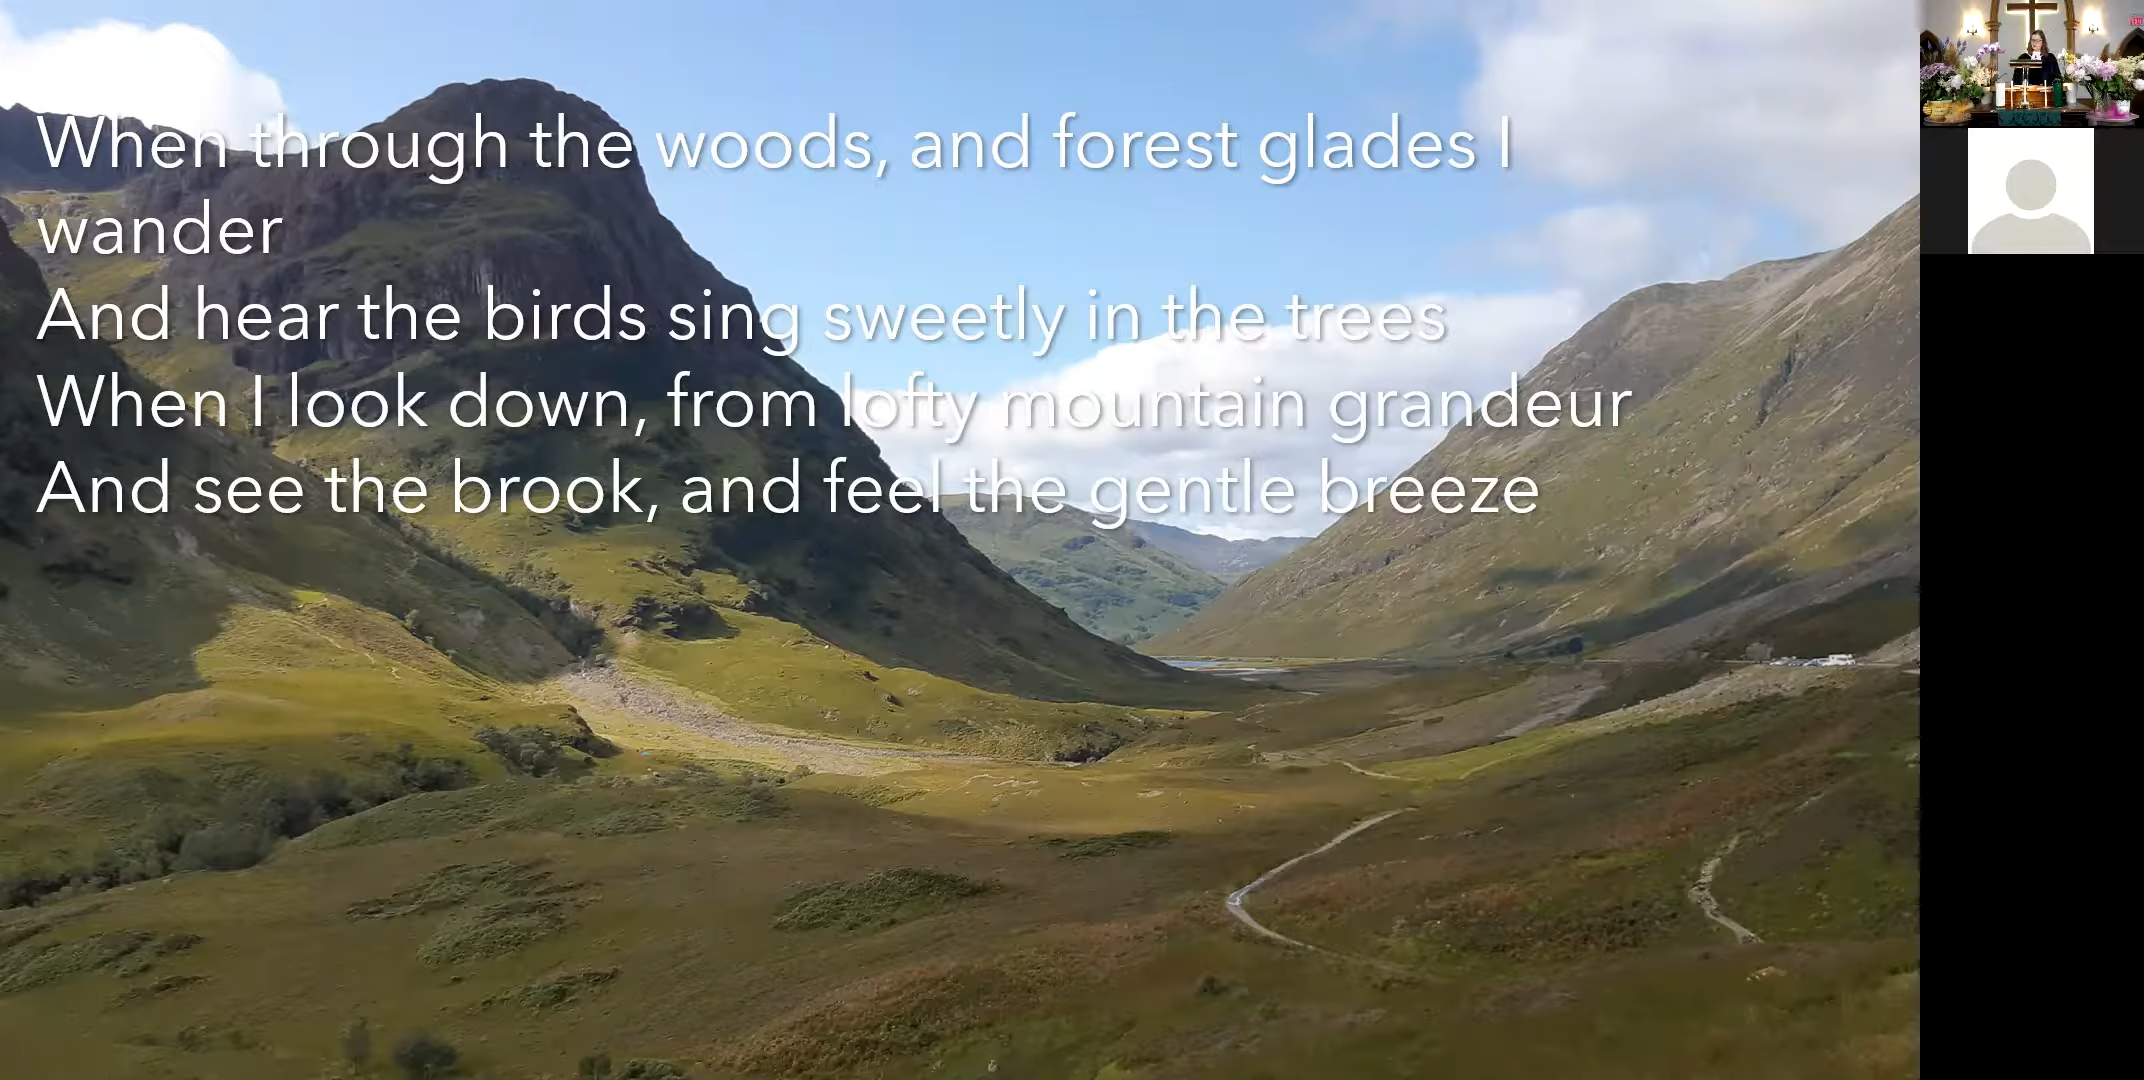 When through the woods, and forest glades I
wander
And hear the birds sing sweetly in the trees
When I look down, from lofty mountain grandeur
And see the brook, and feel the gentle breeze